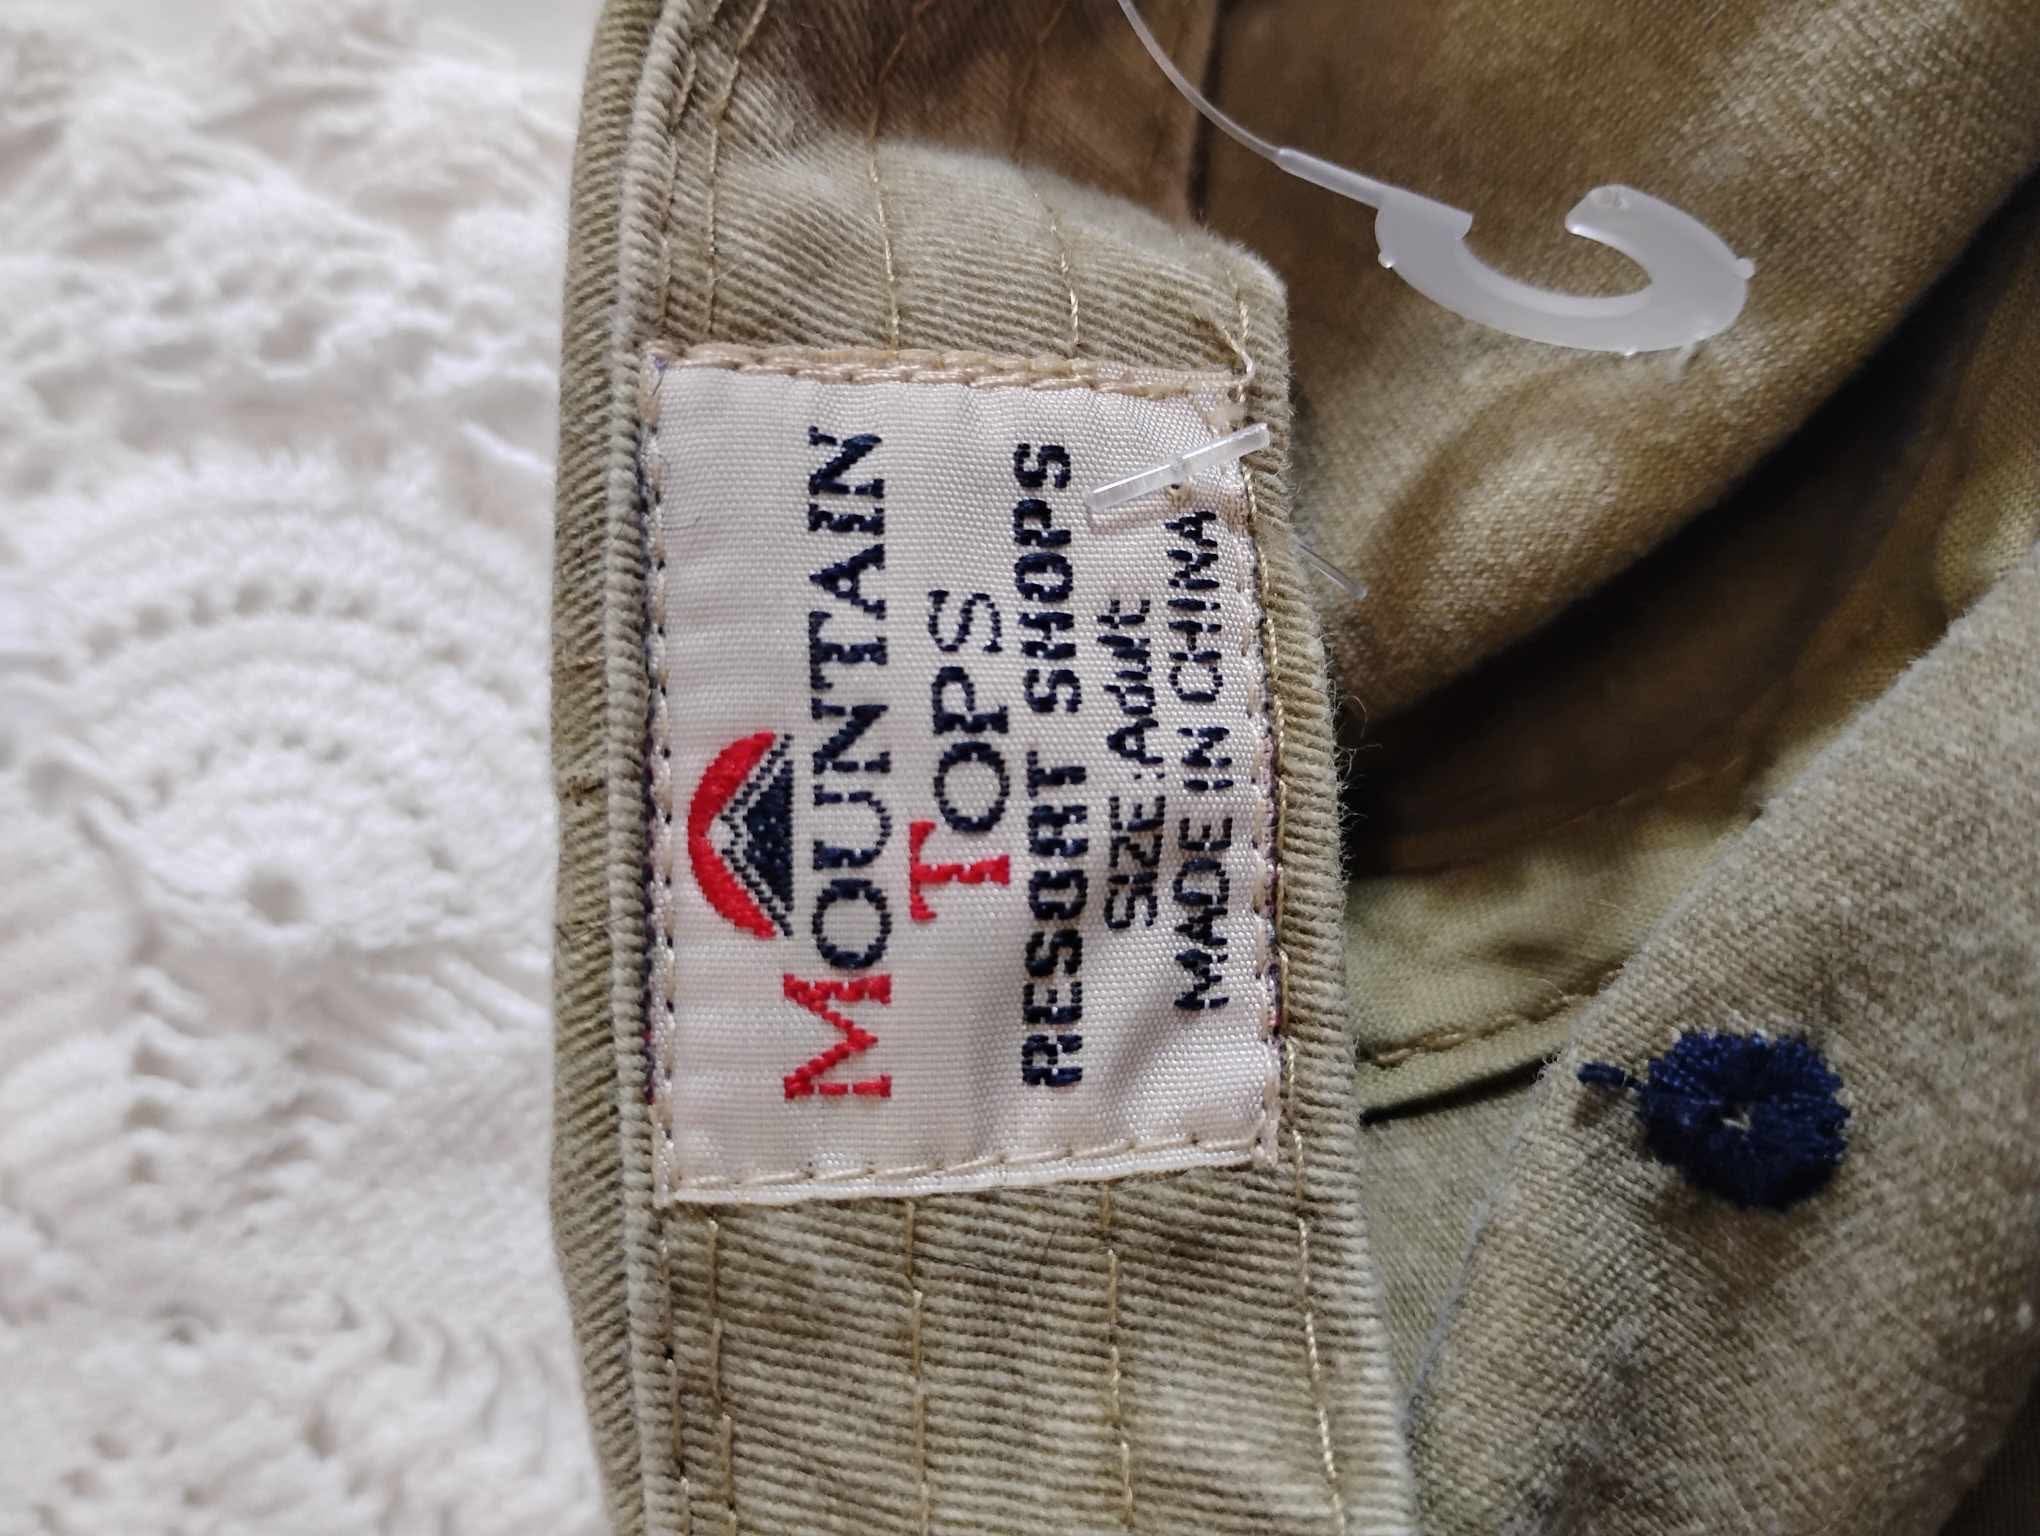 MOUNTAIN
TOPS
RESORT SHOPS
SIZE:Adult
MADE IN CHINA